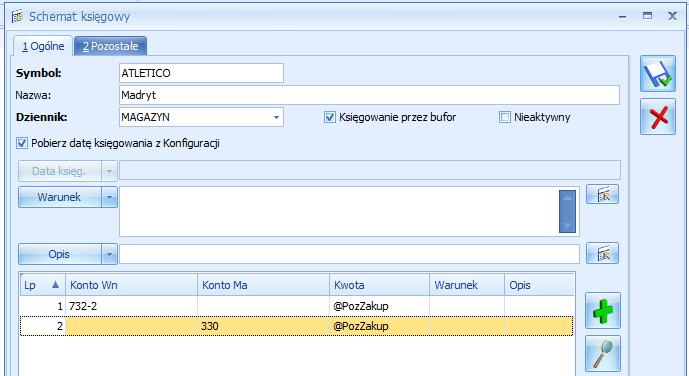 Schemat księgowy
1 Ogólne 2 Pozostałe
Symbol: ATLETICO
Nazwa: Madryt
Dziennik: MAGAZYN Księgowanie przez bufor Nieaktywny
Pobierz datę księgowania z Konfiguracji
Data księg.
Warunek
Opis
Lp Konto Wn Konto Ma Kwota Warunek Opis
1 732-2 @PozZakup
2 330 @PozZakup